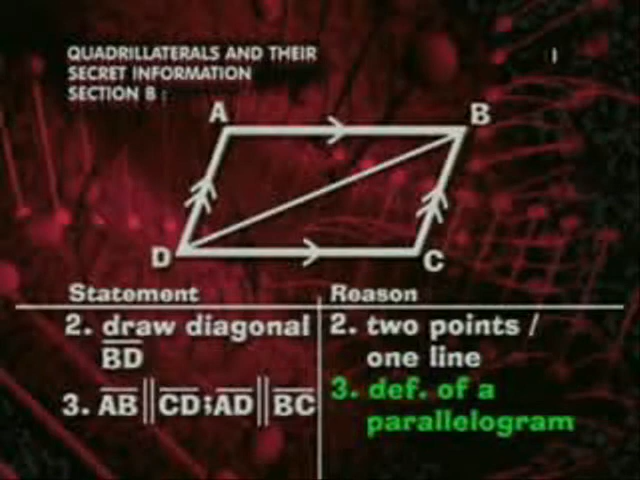 QUADRILLATERALS AND THEIR
SECRET INFORMATION
SECTION B :
A
B
D
C
Statement
Reason
2. draw diagonal
BD
2. two points /
one line
3. AB||CD;AD||BC
3. def. of a
parallelogram